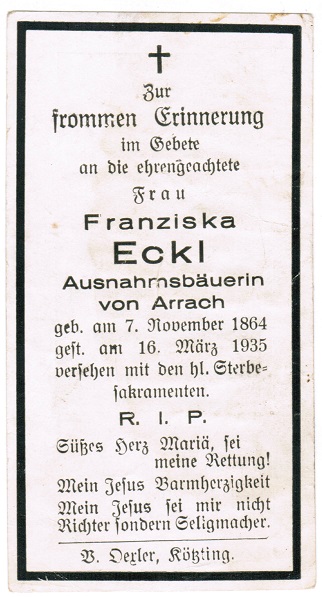 Zur
frommen Erinnerung
im Gebete
an die ehrengeachtete
Frau
Franziska
Eckl
Ausnahmsbäuerin
von Arrach
geb. am 7. November 1864
gest. am 16. März 1935
versehen mit den hl. Sterbe-
sakramenten.
R. I. P.
Süßes Herz Mariä, sei
meine Rettung!
Mein Jesus Barmherzigkeit
Mein Jesus sei mir nicht
Richter sondern Seligmacher.
V. Oexler, Kötzting.